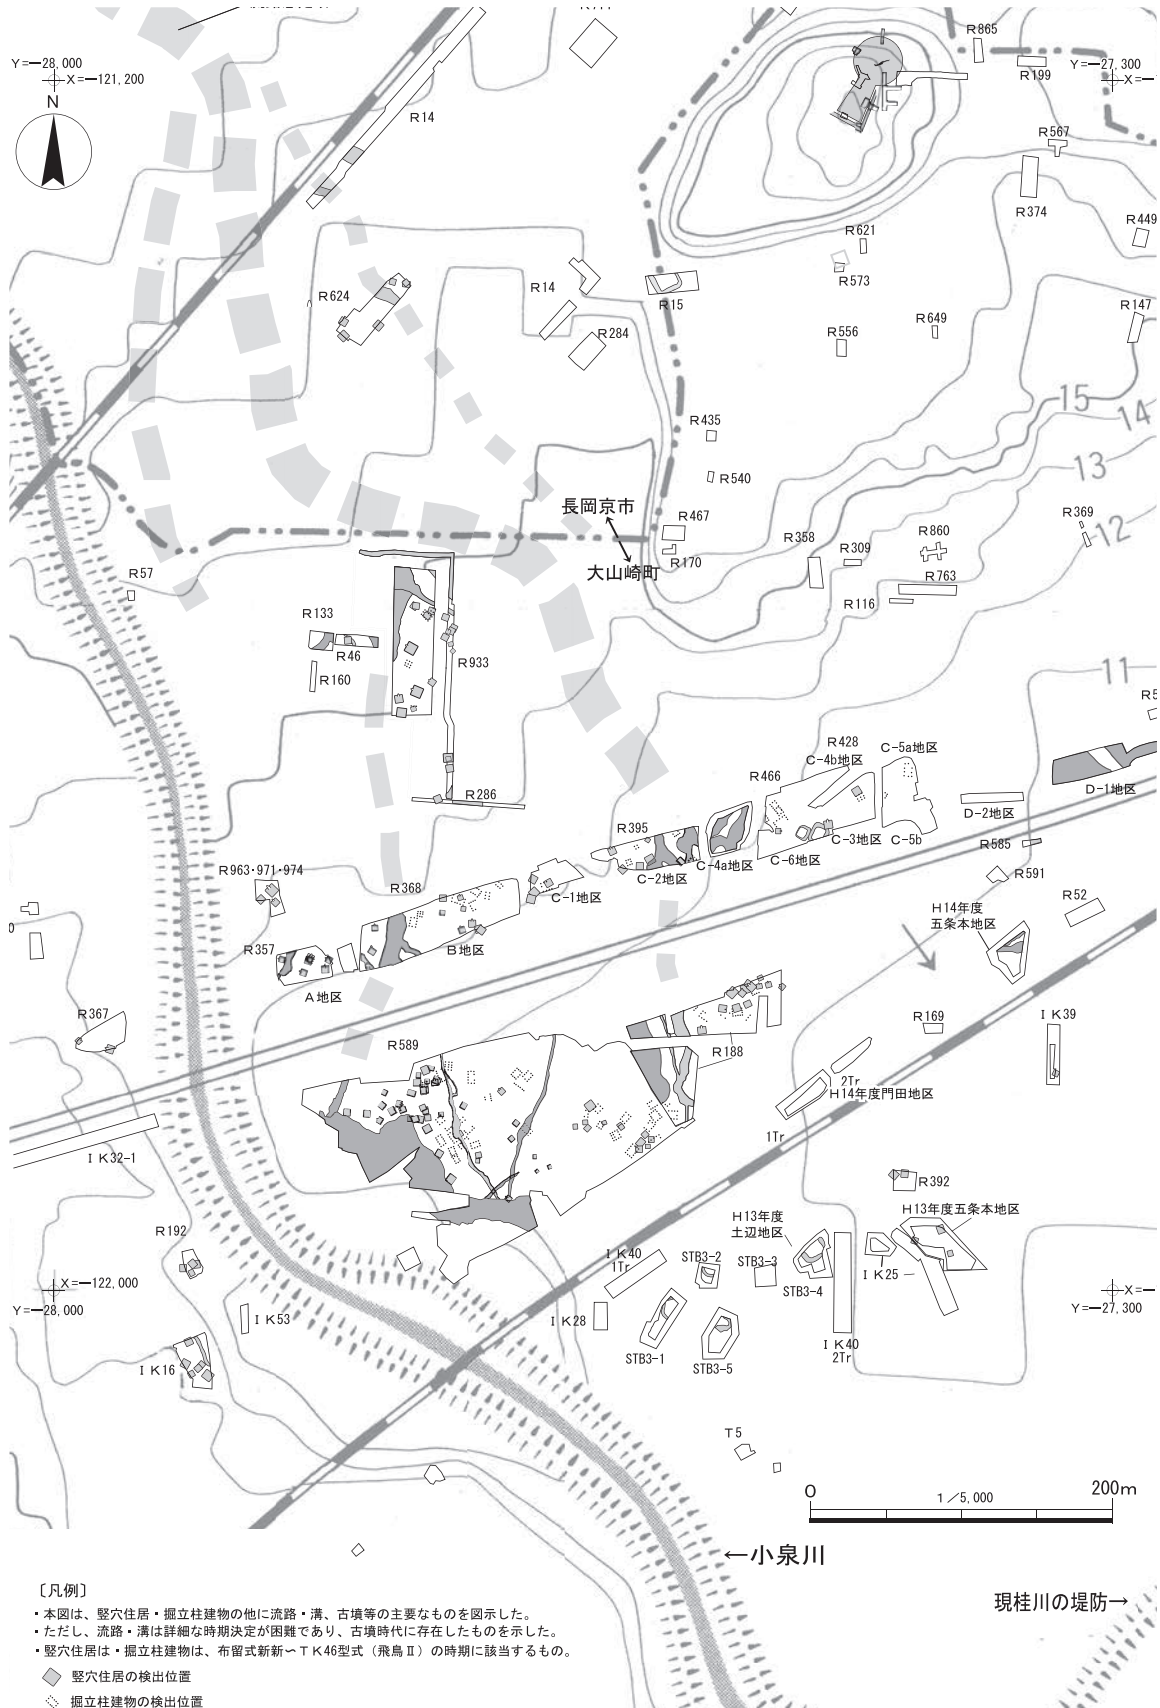 Y=−28,000
X=−121,200
N
R14
R865
R199
Y=−27,300
X=−
R567
R374
R449
R621
R573
R624
R14
R15
R284
R556
R649
R147
15
14
R435
13
R540
長岡京市
R467
R369
12
R358
R309
R860
大山崎町
R170
R763
R57
R116
R133
R46
R933
R160
11
R5
R428
C-4b地区
C-5a地区
R466
R286
D-1地区
R395
D-2地区
C-3地区
C-5b
C-4a地区
C-6地区
R585
C-2地区
R963・971・974
R368
C-1地区
R591
R52
H14年度
五条本地区
R357
B地区
A地区
R367
R169
I K39
R589
R188
2Tr
H14年度門田地区
1Tr
I K32-1
R392
H13年度五条本地区
H13年度
土辺地区
R192
I K40
1Tr
STB3-2
STB3-3
I K25
X=−122,000
Y=−28,000
STB3-4
X=−
Y=−27,300
I K53
I K28
I K40
2Tr
STB3-1
STB3-5
I K16
T5
0
200m
1/5,000
←小泉川
現桂川の堤防→
〔凡例〕
・本図は、竪穴住居・掘立柱建物の他に流路・溝、古墳等の主要なものを図示した。
・ただし、流路・溝は詳細な時期決定が困難であり、古墳時代に存在したものを示した。
・竪穴住居は・掘立柱建物は、布留式新新〜TK46型式（飛鳥Ⅱ）の時期に該当するもの。
竪穴住居の検出位置
掘立柱建物の検出位置